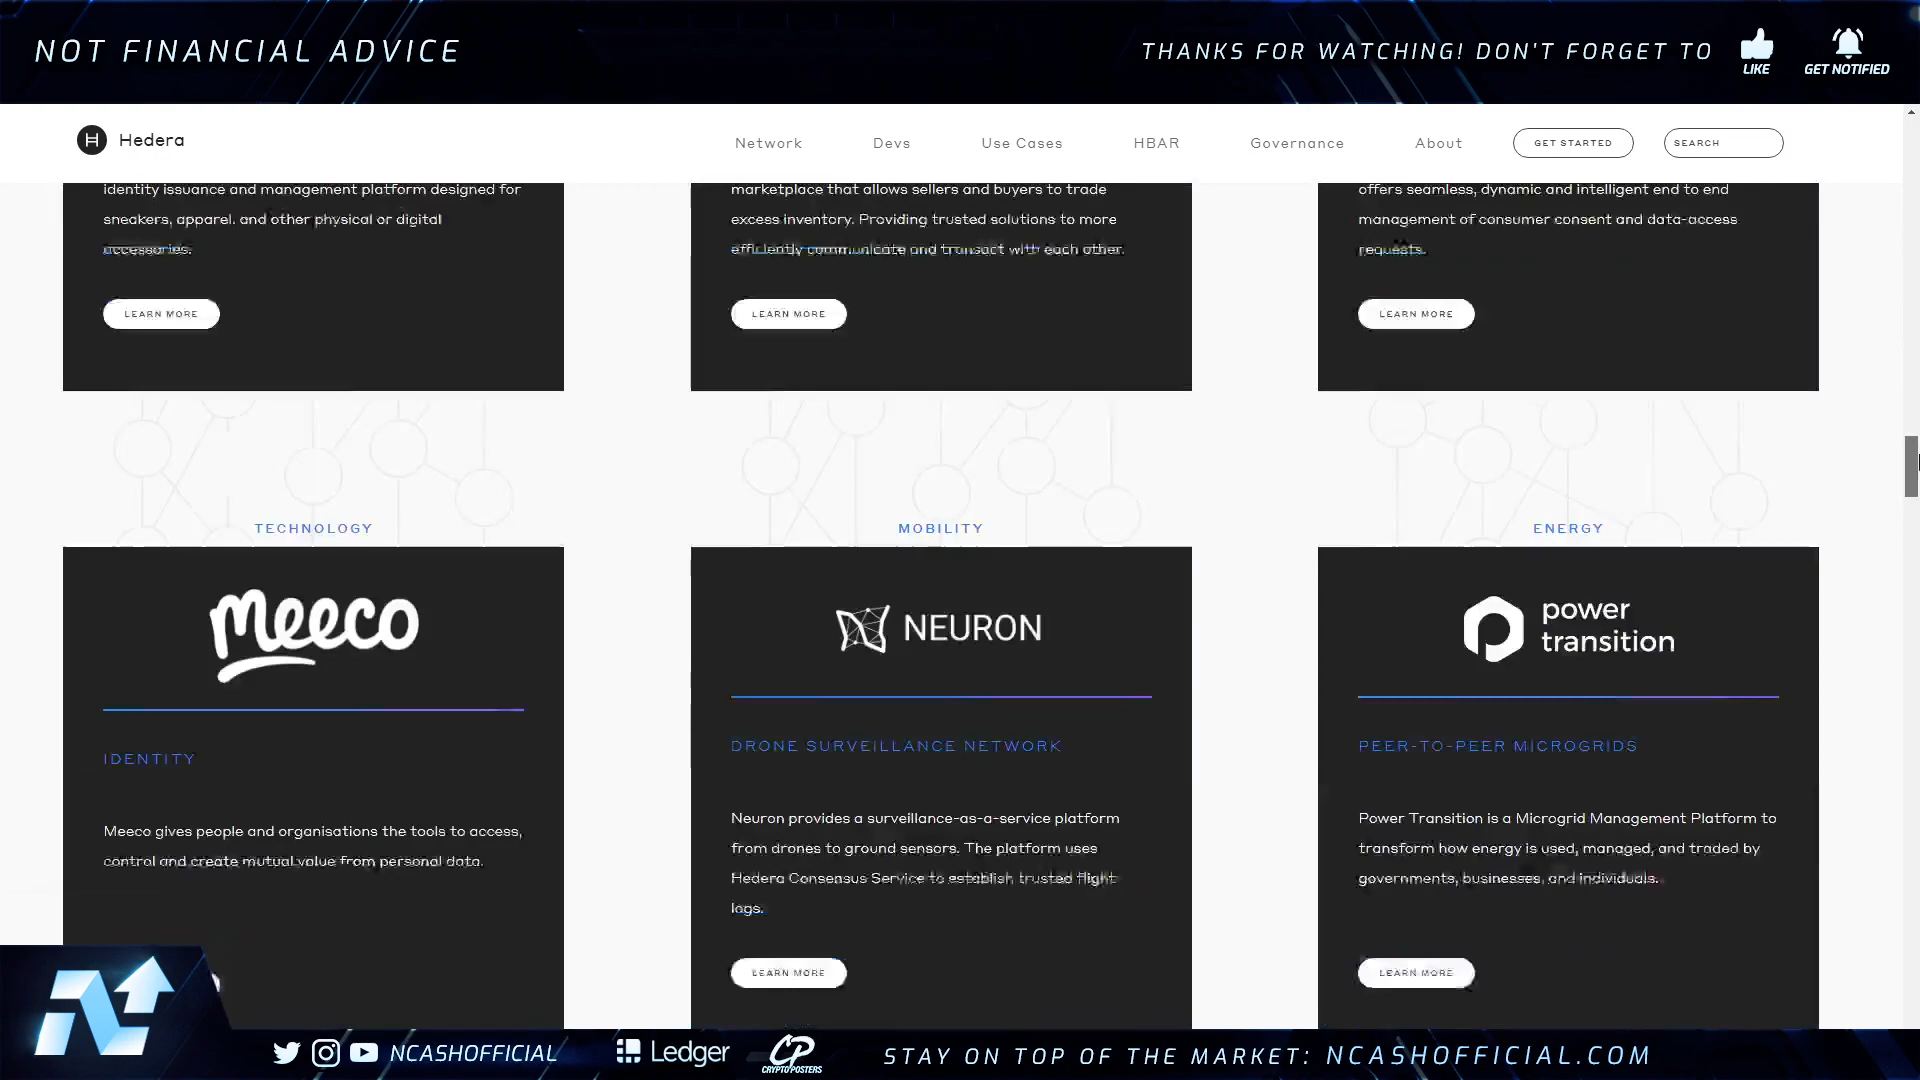 NOT FINANCIAL ADVICE
THANKS FOR WATCHING! DON'T FORGET TO
LIKE
GET NOTIFIED
Hedera
Network
Devs
Use Cases
HBAR
Governance
About
GET STARTED
SEARCH
identity issuance and management platform designed for
sneakers, apparel, and other physical or digital
accessories.
LEARN MORE
marketplace that allows sellers and buyers to trade
excess inventory. Providing trusted solutions to more
efficiently communicate and transact with each other.
LEARN MORE
offers seamless, dynamic and intelligent end to end
management of consumer consent and data-access
requests.
LEARN MORE
TECHNOLOGY
meeco
IDENTITY
Meeco gives people and organisations the tools to access,
control and create mutual value from personal data.
MOBILITY
NEURON
DRONE SURVEILLANCE NETWORK
Neuron provides a surveillance-as-a-service platform
from drones to ground sensors. The platform uses
Hedera Consensus Service to establish trusted flight
logs.
LEARN MORE
ENERGY
power
transition
PEER-TO-PEER MICROGRIDS
Power Transition is a Microgrid Management Platform to
transform how energy is used, managed, and traded by
governments, businesses, and individuals.
LEARN MORE
NCASHOFFICIAL
Ledger
CP
CRYPTO POSTERS
STAY ON TOP OF THE MARKET: NCASHOFFICIAL.COM